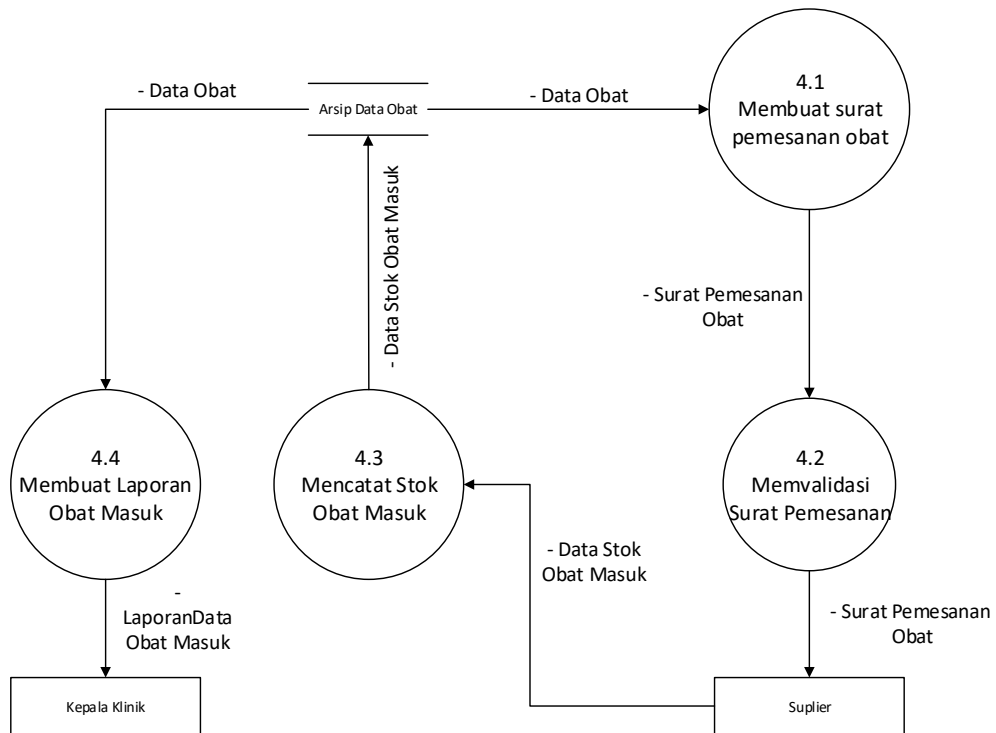 - Data Obat
Arsip Data Obat
- Data Obat
4.1
Membuat surat
pemesanan obat
- Data Stok Obat Masuk
- Surat Pemesanan
Obat
4.4
Membuat Laporan
Obat Masuk
4.3
Mencatat Stok
Obat Masuk
4.2
Memvalidasi
Surat Pemesanan
- Data Stok
Obat Masuk
-
LaporanData
Obat Masuk
- Surat Pemesanan
Obat
Kepala Klinik
Suplier